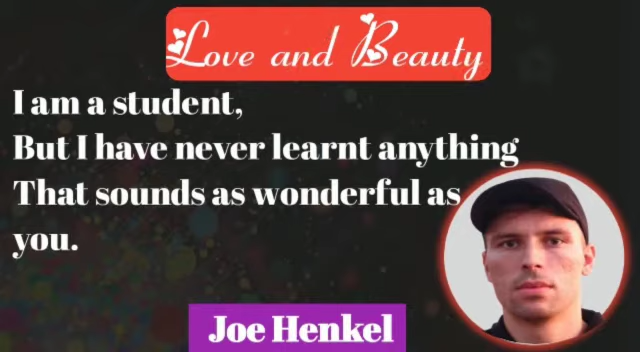 Love and Beauty
I am a student,
But I have never learnt anything
That sounds as wonderful as
you.
Joe Henkel